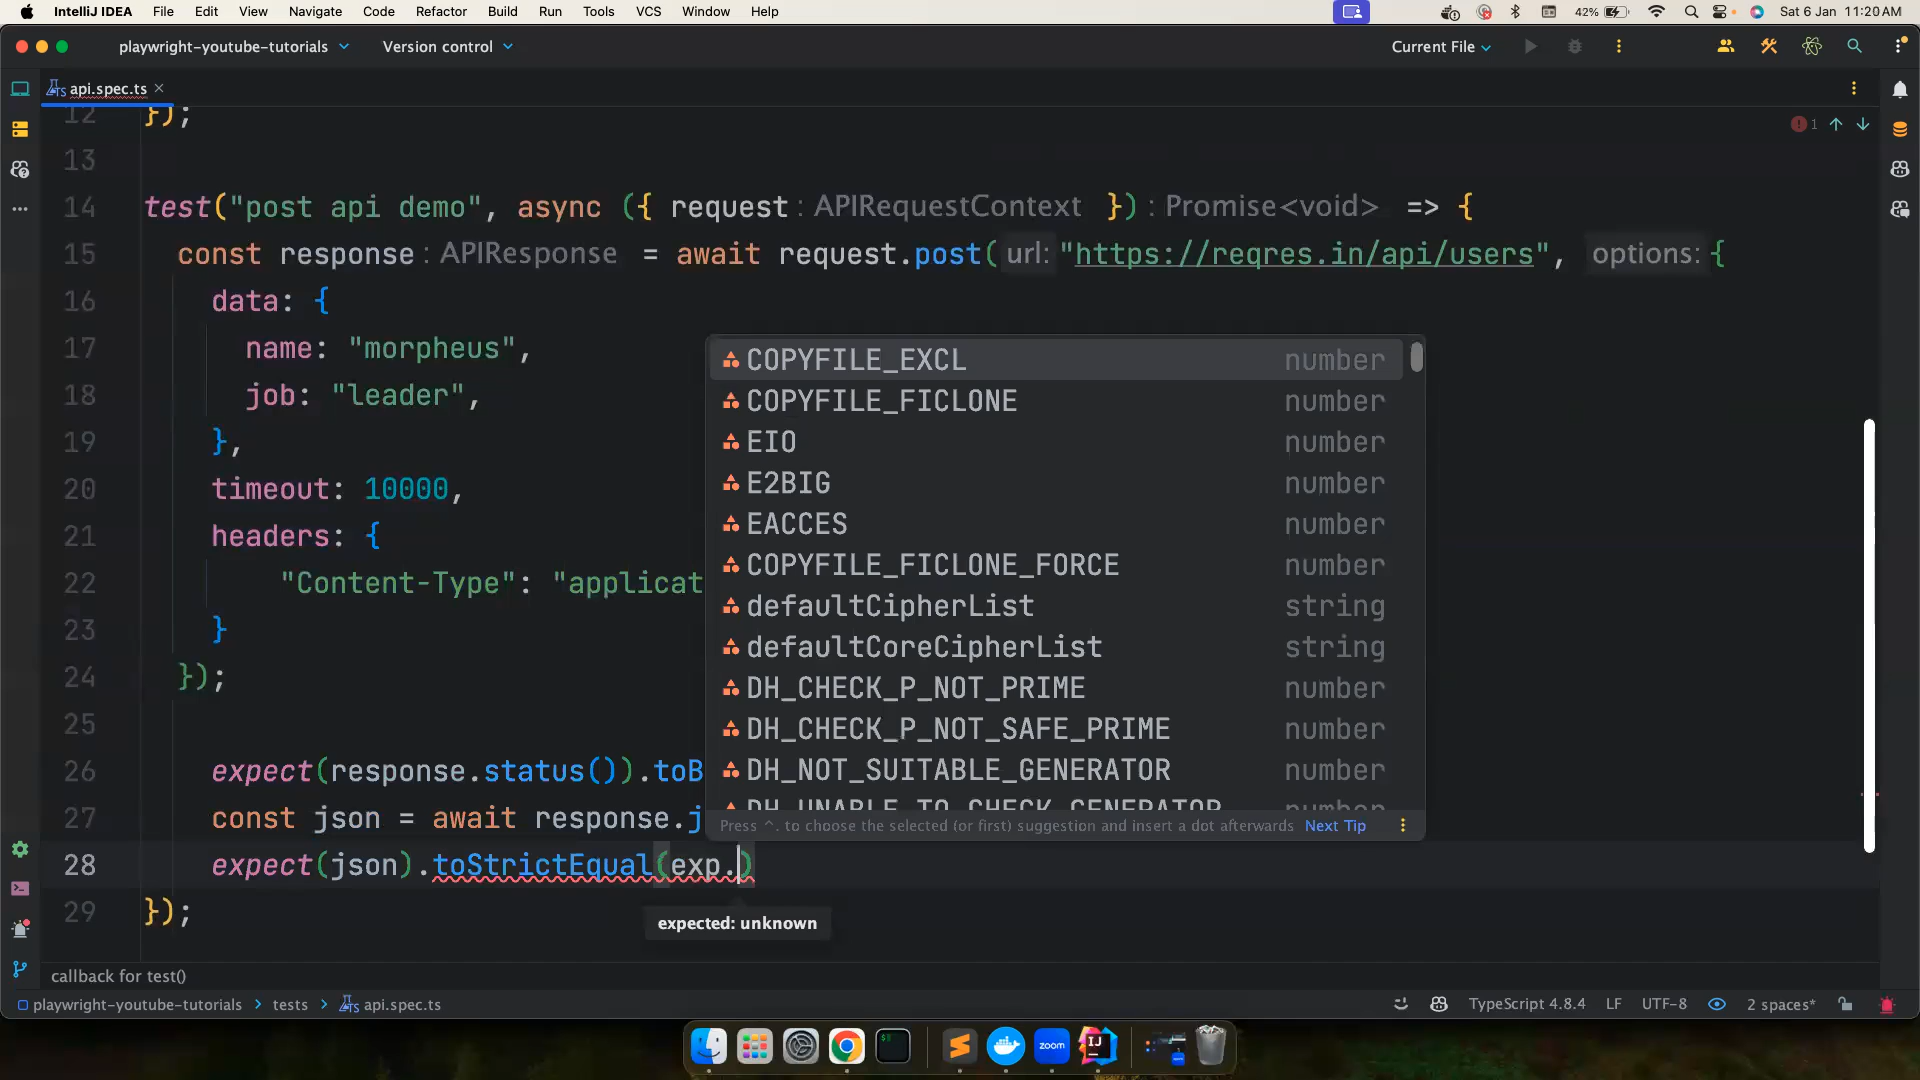 IntelliJ IDEA File Edit View Navigate Code Refactor Build Run Tools VCS Window Help 42% Sat 6 Jan 11:20 AM
playwright-youtube-tutorials Version control Current File
TS api.spec.ts
1
12 });
13
14 test("post api demo", async ({ request: APIRequestContext }): Promise<void> => {
15 const response: APIResponse = await request.post( url: "https://reqres.in/api/users", options: {
16 data: {
17 name: "morpheus",
18 job: "leader",
19 },
20 timeout: 10000,
21 headers: {
22 "Content-Type": "applicat
23 }
24 });
25
26 expect(response.status()).toB
27 const json = await response.j
28 expect(json).toStrictEqual(exp.)
29 });
COPYFILE_EXCL number
COPYFILE_FICLONE number
EIO number
E2BIG number
EACCES number
COPYFILE_FICLONE_FORCE number
defaultCipherList string
defaultCoreCipherList string
DH_CHECK_P_NOT_PRIME number
DH_CHECK_P_NOT_SAFE_PRIME number
DH_NOT_SUITABLE_GENERATOR number
DH_UNABLE_TO_CHECK_GENERATOR number
Press ^. to choose the selected (or first) suggestion and insert a dot afterwards Next Tip
expected: unknown
callback for test()
playwright-youtube-tutorials > tests > TS api.spec.ts TypeScript 4.8.4 LF UTF-8 2 spaces*
zoom IJ